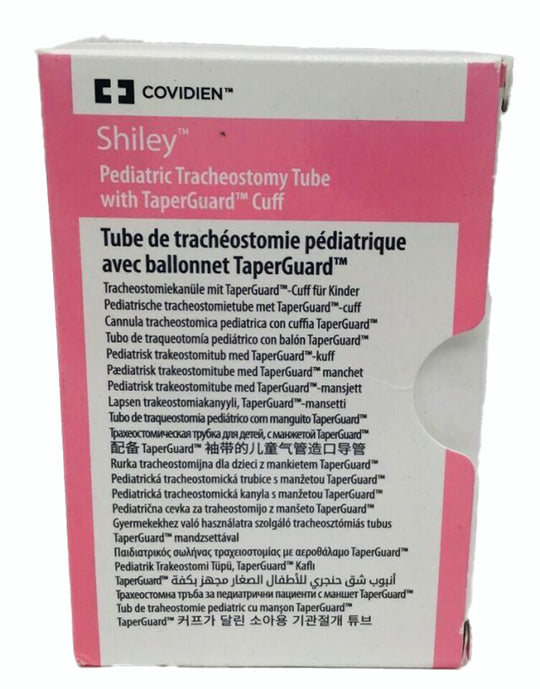 COVIDIEN™
Shiley™
Pediatric Tracheostomy Tube
with TaperGuard™ Cuff
Tube de trachéostomie pédiatrique
avec ballonnet TaperGuard™
Tracheostomiekanüle mit TaperGuard™-Cuff für Kinder
Pediatrische tracheostomietube met TaperGuard™-cuff
Cannula tracheostomica pediatrica con cuffia TaperGuard™
Tubo de traqueotomía pediátrico con balón TaperGuard™
Pediatrisk trakeostomitub med TaperGuard™-kuff
Pædiatrisk trakeostomitube med TaperGuard™ manchet
Pediatrisk trakeostomitube med TaperGuard™-mansjett
Lapsen trakeostomiakanyyli, TaperGuard™-mansetti
Tubo de traqueostomia pediátrico com manguito TaperGuard™
Трахеостомическая трубка для детей, с манжетой TaperGuard™
配备 TaperGuard™ 袖带的儿童气管造口导管
Rurka tracheostomijna dla dzieci z mankietem TaperGuard™
Pediatrická tracheostomická trubice s manžetou TaperGuard™
Pediatrická tracheostomická kanyla s manžetou TaperGuard™
Pediatrična cevka za traheostomijo z manšeto TaperGuard™
Gyermekekhez való használatra szolgáló tracheosztómiás tubus
TaperGuard™ mandzsettával
Παιδιατρικός σωλήνας τραχειοστομίας με αεροθάλαμο TaperGuard™
Pediatrik Trakeostomi Tüpü, TaperGuard™ Kaflı
أنبوب شق حنجري للأطفال الصغار مجهز بكفة TaperGuard™
Трахеостомна тръба за педиатрични пациенти с маншет TaperGuard™
Tub de traheostomie pediatric cu manşon TaperGuard™
TaperGuard™ 커프가 달린 소아용 기관절개 튜브